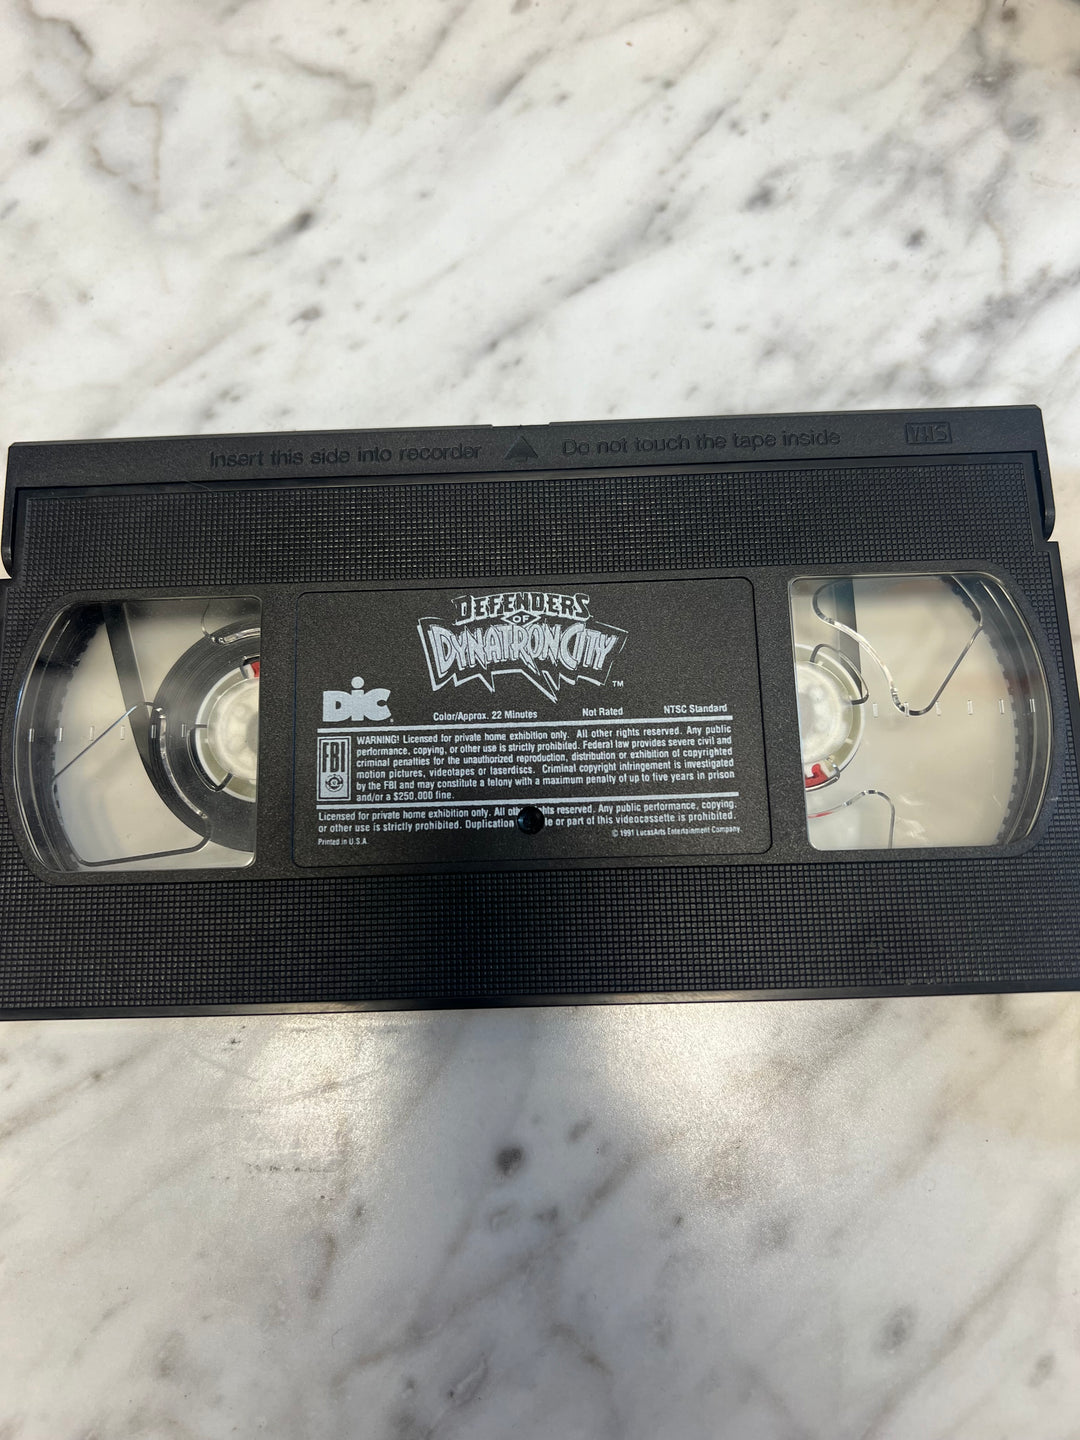 Insert this side into recorder Do not touch the tape inside VHS
DEFENDERS
OF
DYNATRON CITY
™
DiC
Color/Approx. 22 Minutes Not Rated NTSC Standard
FBI
WARNING! Licensed for private home exhibition only. All other rights reserved. Any public
performance, copying, or other use is strictly prohibited. Federal law provides severe civil and
criminal penalties for the unauthorized reproduction, distribution or exhibition of copyrighted
motion pictures, videotapes or laserdiscs. Criminal copyright infringement is investigated
by the FBI and may constitute a felony with a maximum penalty of up to five years in prison
and/or a $250,000 fine.
Licensed for private home exhibition only. All reserved. Any public performance, copying,
or other use is strictly prohibited. Duplication or part of this videocassette is prohibited.
Printed in U.S.A. © 1991 LucasArts Entertainment Company